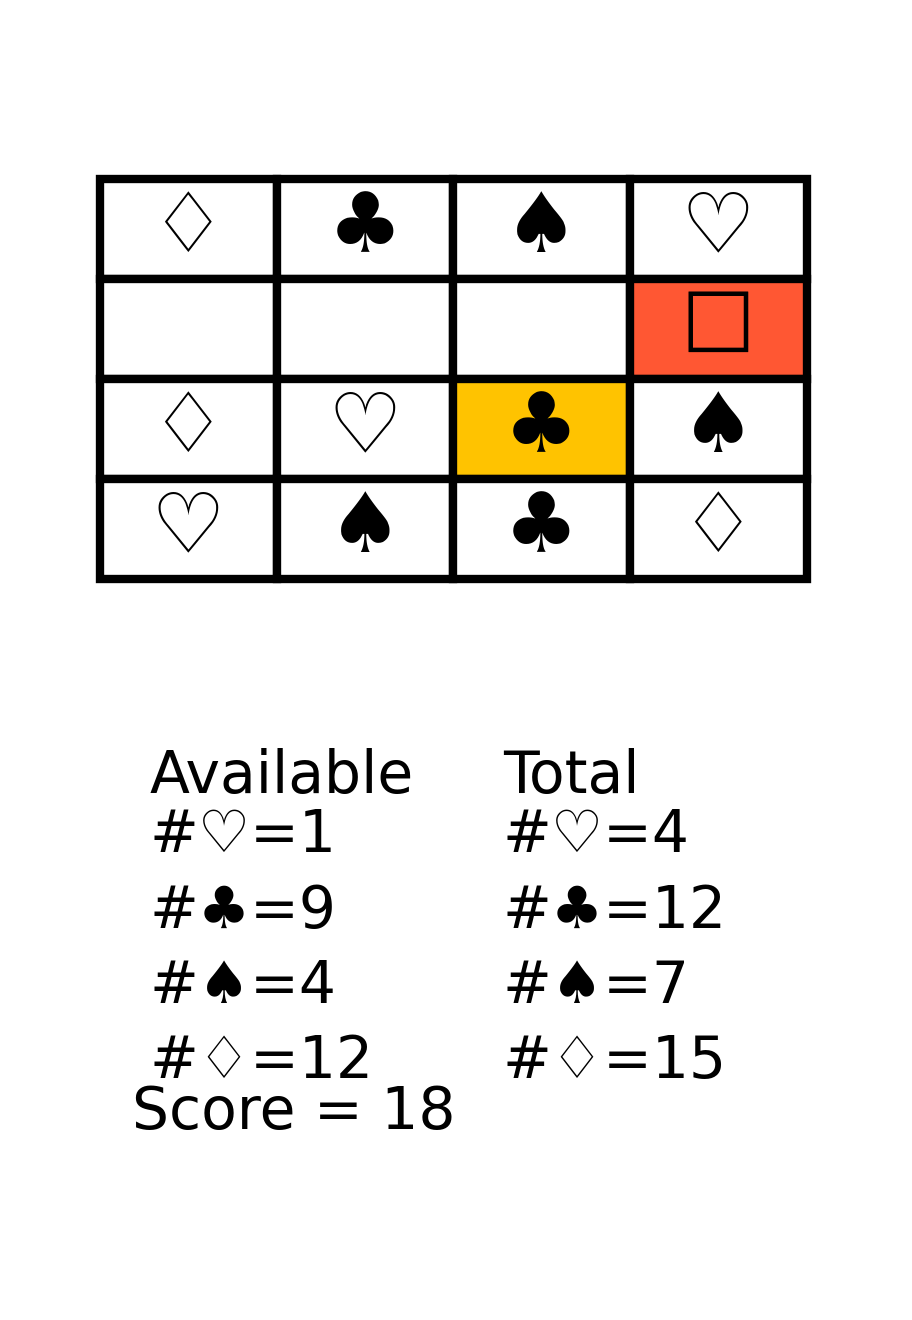 ♢ ♣ ♠ ♡
□
♢ ♡ ♣ ♠
♡ ♠ ♣ ♢
Available Total
#♡=1 #♡=4
#♣=9 #♣=12
#♠=4 #♠=7
#♢=12 #♢=15
Score = 18